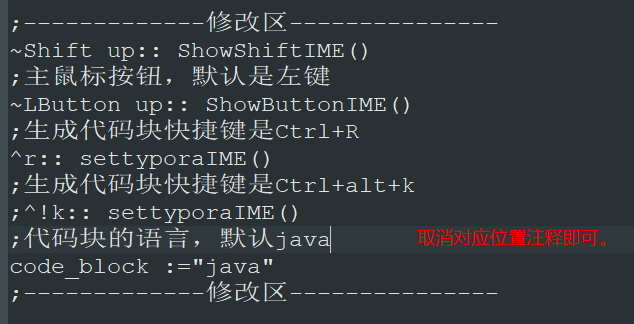 ;-------------修改区---------------
~Shift up:: ShowShiftIME()
;主鼠标按钮，默认是左键
~LButton up:: ShowButtonIME()
;生成代码块快捷键是Ctrl+R
^r:: settyporaIME()
;生成代码块快捷键是Ctrl+alt+k
;^!k:: settyporaIME()
;代码块的语言，默认java 取消对应位置注释即可。
code_block :="java"
;-------------修改区---------------